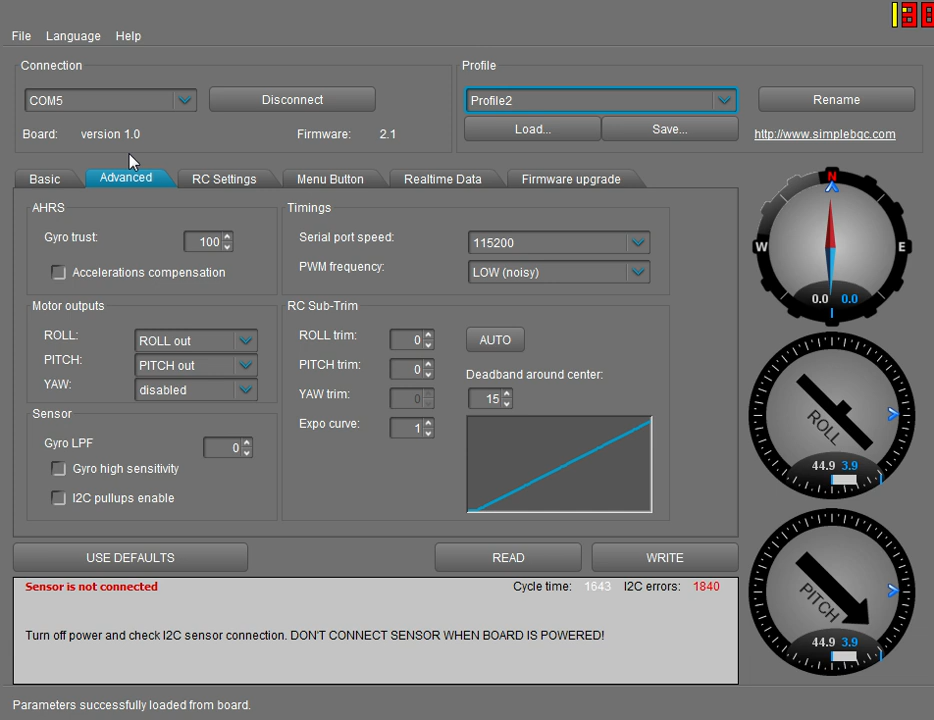 File Language Help
Connection
Profile
COM5
Disconnect
Profile2
Rename
Board: version 1.0 Firmware: 2.1
Load...
Save...
http://www.simplebgc.com
Basic
Advanced
RC Settings
Menu Button
Realtime Data
Firmware upgrade
AHRS
Gyro trust: 100
Accelerations compensation
Timings
Serial port speed: 115200
PWM frequency: LOW (noisy)
Motor outputs
ROLL: ROLL out
PITCH: PITCH out
YAW: disabled
RC Sub-Trim
ROLL trim: 0
AUTO
PITCH trim: 0
Deadband around center:
YAW trim: 0
15
Expo curve: 1
Sensor
Gyro LPF 0
Gyro high sensitivity
I2C pullups enable
N
W E
0.0 0.0
ROLL
44.9 3.9
PITCH
44.9 3.9
USE DEFAULTS
READ
WRITE
Sensor is not connected
Cycle time: 1643 I2C errors: 1840
Turn off power and check I2C sensor connection. DON'T CONNECT SENSOR WHEN BOARD IS POWERED!
Parameters successfully loaded from board.